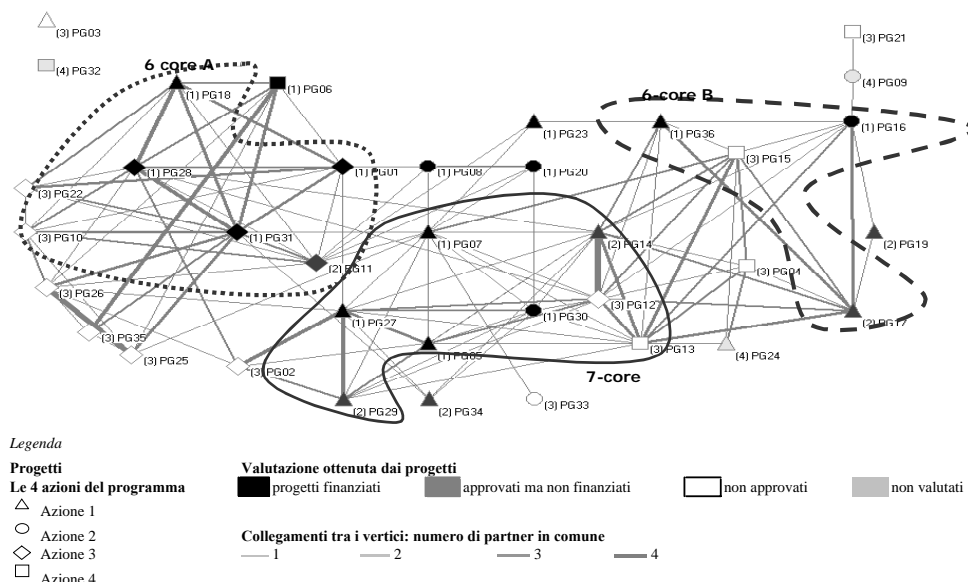 (3) PG03
(3) PG21
(4) PG32
6 core A
(4) PG09
(1) PG18
(1) PG06
6-core B
(1) PG23
(1) PG36
(1) PG16
(3) PG15
(1) PG28
(1) PG01
(1) PG08
(1) PG20
(3) PG22
(3) PG10
(1) PG31
(1) PG07
(2) PG14
(2) PG19
(2) PG11
(3) PG04
(3) PG26
(3) PG12
(1) PG27
(1) PG30
(2) PG17
(3) PG35
(3) PG25
(1) PG05
(3) PG13
(4) PG24
(3) PG02
7-core
(2) PG29
(2) PG34
(3) PG33
Legenda
Progetti
Valutazione ottenuta dai progetti
Le 4 azioni del programma
progetti finanziati
approvati ma non finanziati
non approvati
non valutati
Azione 1
Azione 2
Collegamenti tra i vertici: numero di partner in comune
Azione 3
1
2
3
4
Azione 4